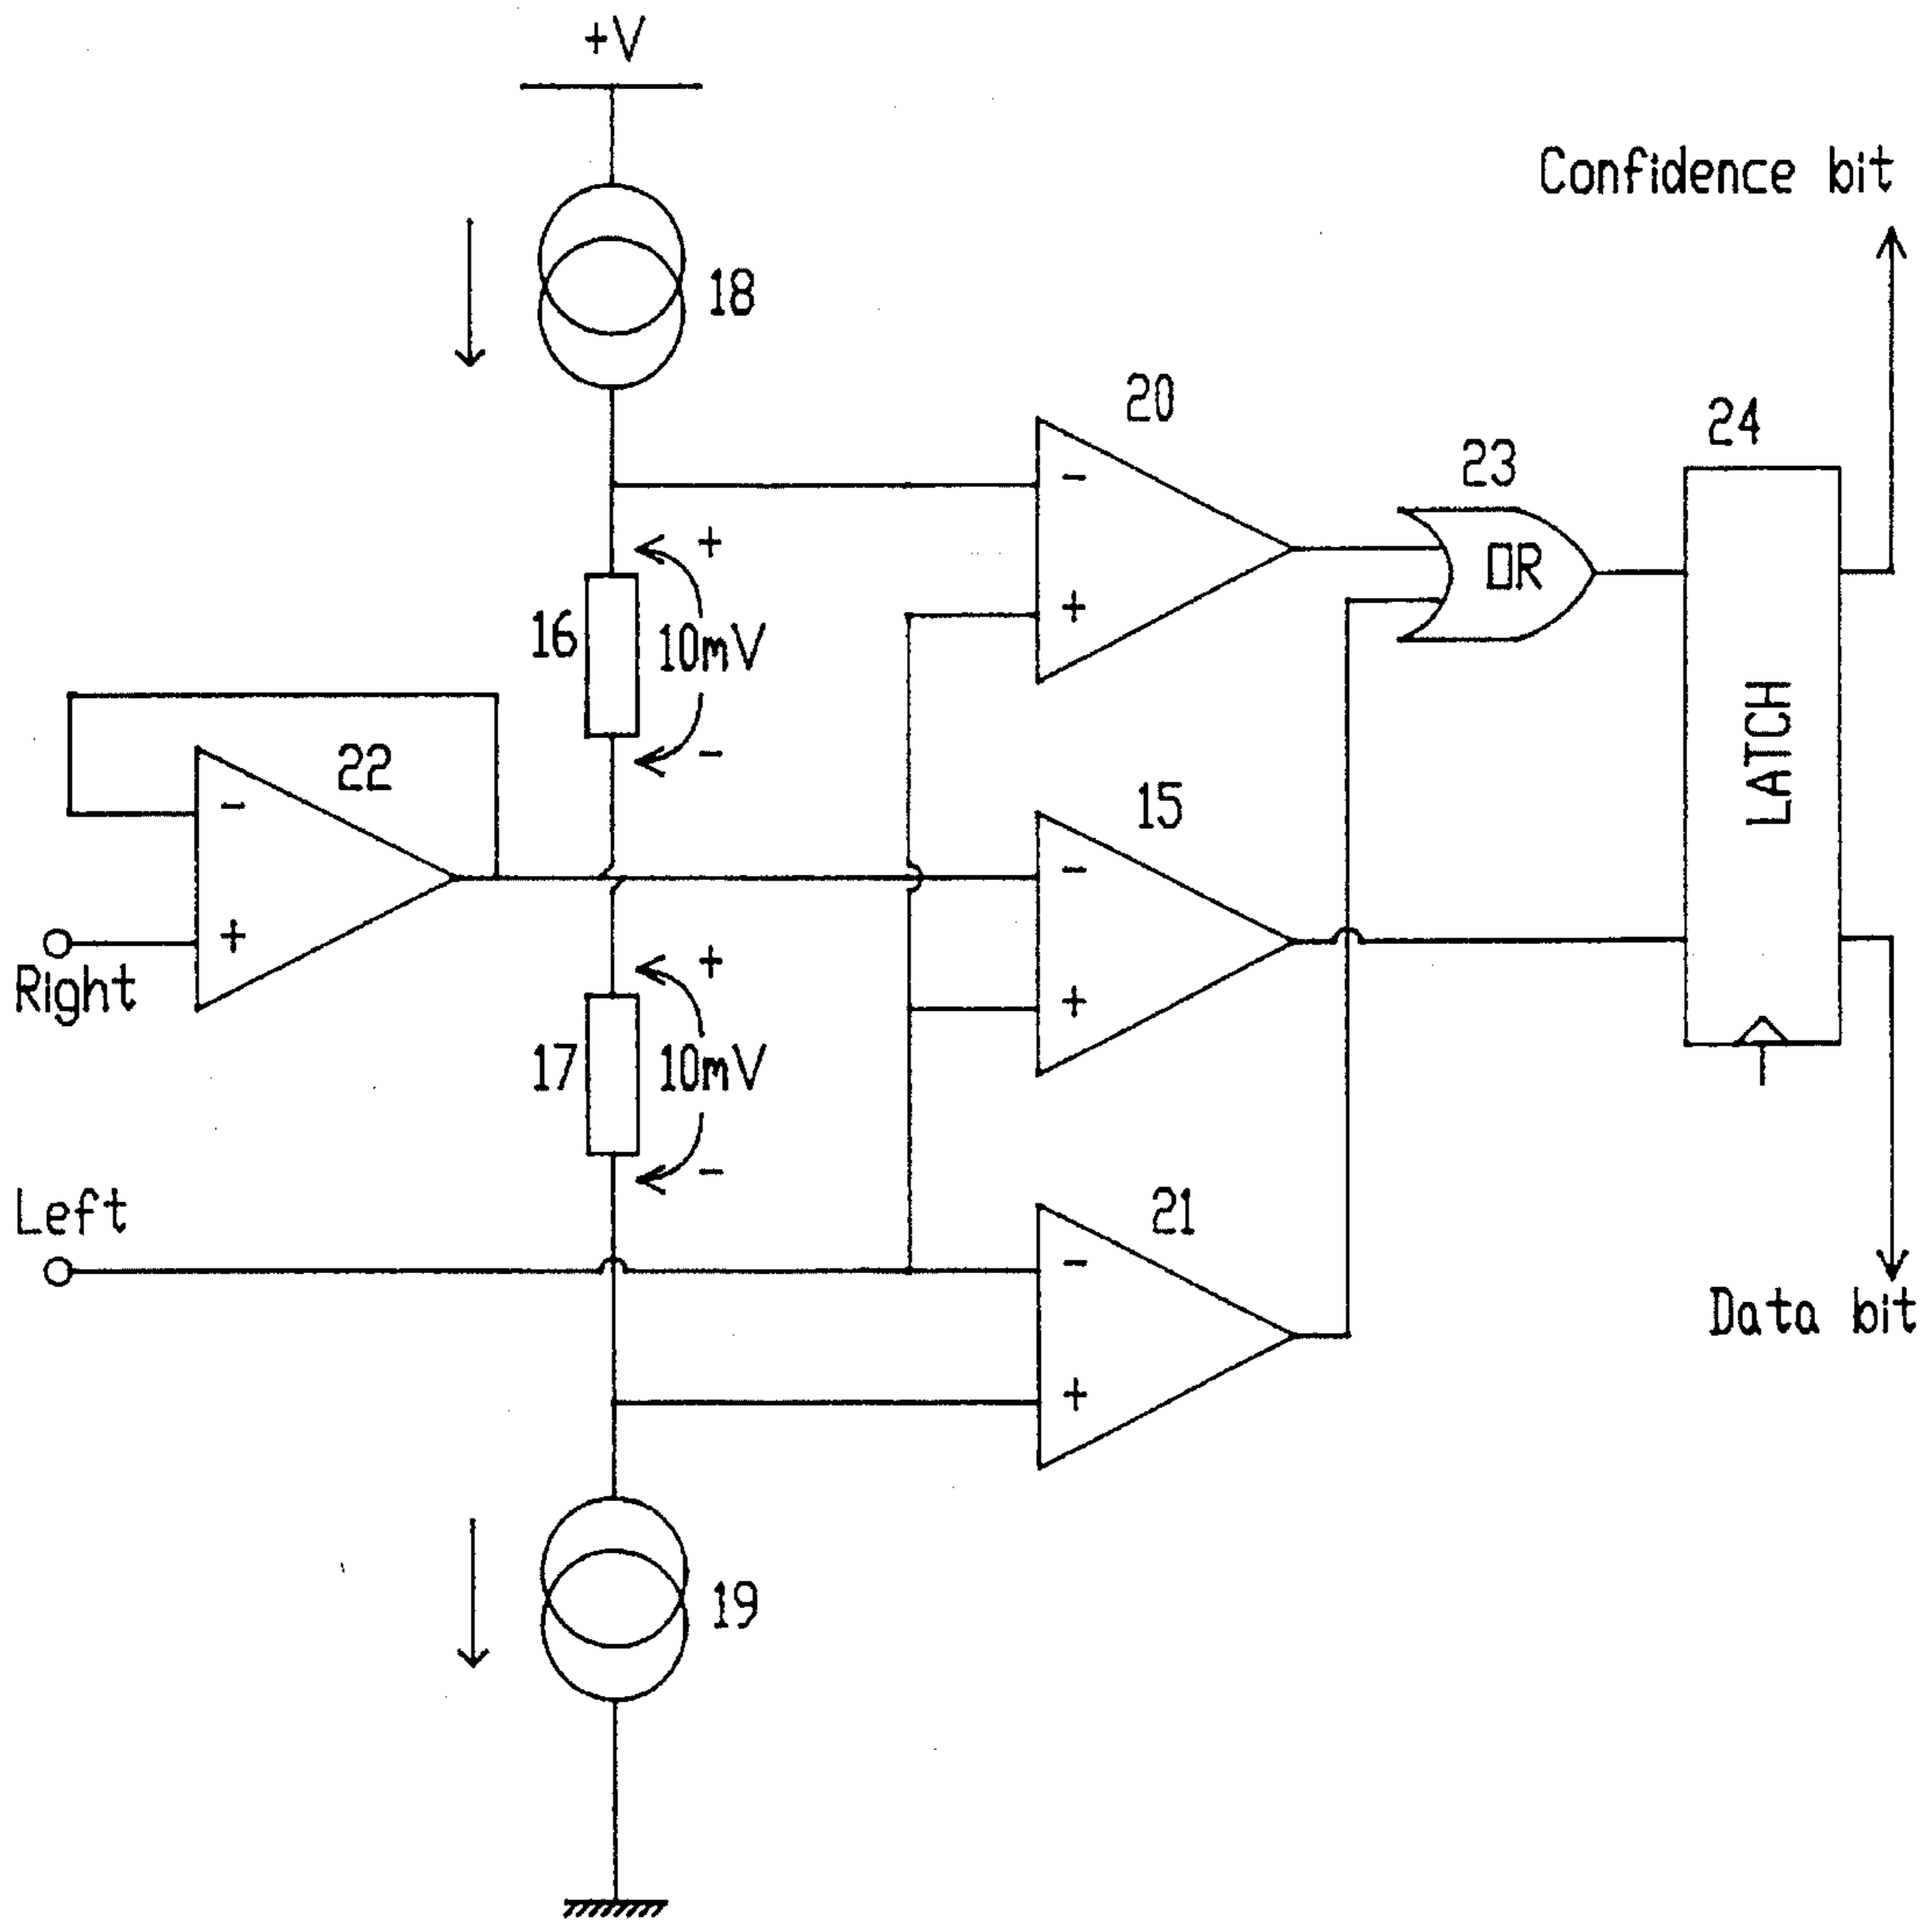 +V
Confidence bit
18
20
24
23
-
+
OR
+
16
10mV
+
-
LATCH
22
15
-
-
+
+
Right
+
17
10mV
+
-
Left
21
-
Data bit
+
19